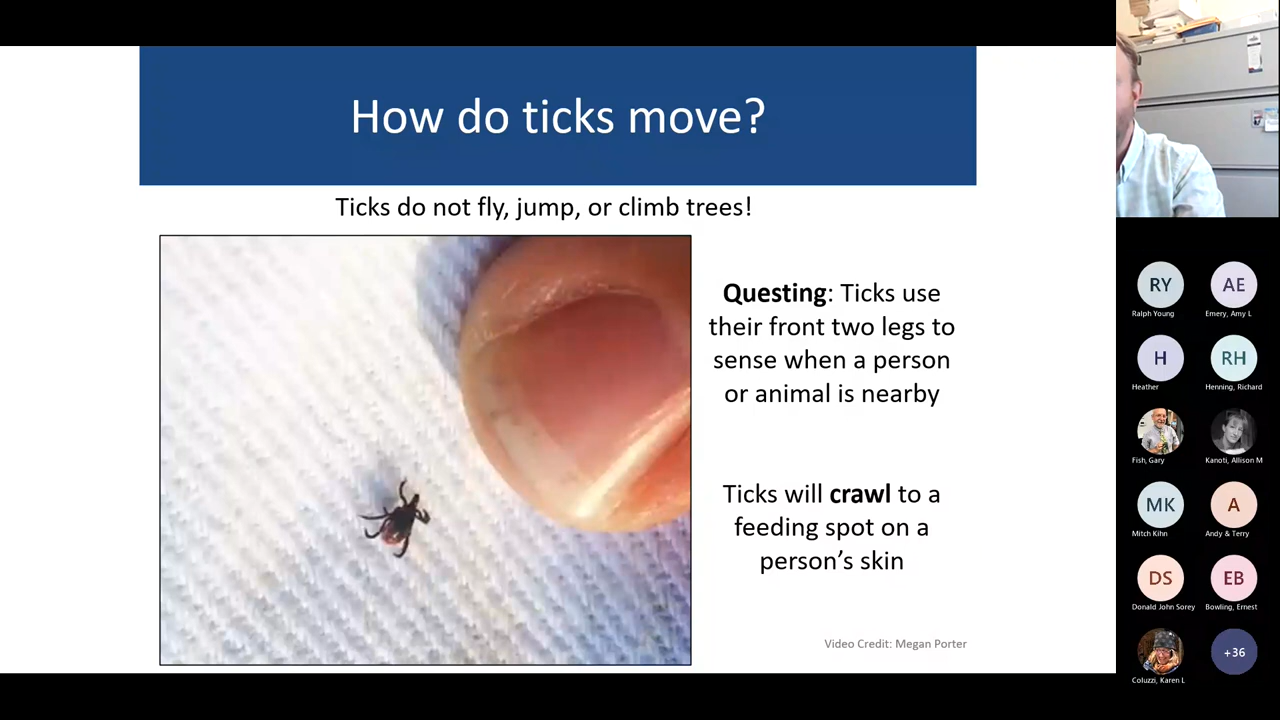 How do ticks move?
Ticks do not fly, jump, or climb trees!
Questing: Ticks use
their front two legs to
sense when a person
or animal is nearby
Ticks will crawl to a
feeding spot on a
person's skin
Video Credit: Megan Porter
RY
AE
Ralph Young
Emery, Amy L
H
RH
Heather
Henning, Richard
Fish, Gary
Kanoti, Allison M
MK
A
Mitch Kihn
Andy & Terry
DS
EB
Donald John Sorey
Bowling, Ernest
+36
Coluzzi, Karen L